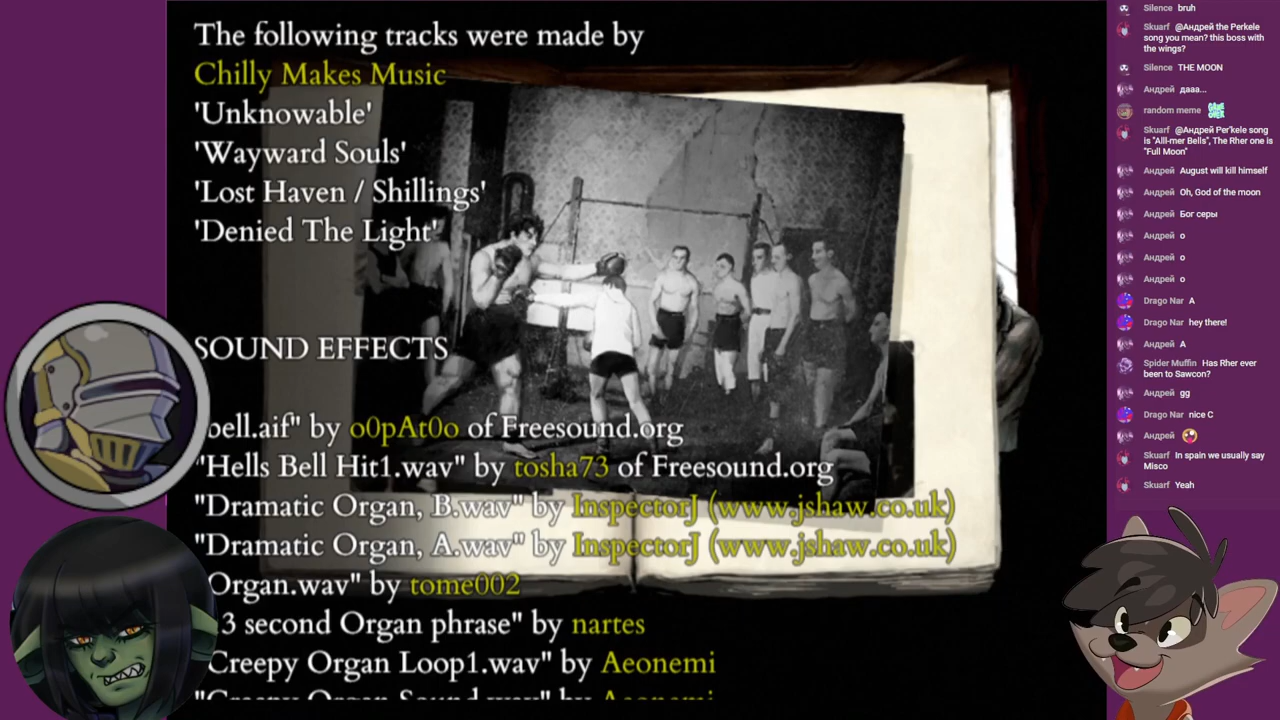 The following tracks were made by
Chilly Makes Music
'Unknowable'
'Wayward Souls'
'Lost Haven / Shillings'
'Denied The Light'
SOUND EFFECTS
bell.aif" by o0pAt0o of Freesound.org
"Hells Bell Hit1.wav" by tosha73 of Freesound.org
"Dramatic Organ, B.wav" by InspectorJ (www.jshaw.co.uk)
"Dramatic Organ, A.wav" by InspectorJ (www.jshaw.co.uk)
Organ.wav" by tome002
3 second Organ phrase" by nartes
Creepy Organ Loop1.wav" by Aeonemi
"Creepy Organ Sound.wav" by Aeonemi
Silence bruh
Skuarf @Андрей the Perkele
song you mean? this boss with
the wings?
Silence THE MOON
Андрей дааа...
random meme
Skuarf @Андрей Per'kele song
is "Alll-mer Bells", The Rher one is
"Full Moon"
Андрей August will kill himself
Андрей Oh, God of the moon
Андрей Бог серы
Андрей о
Андрей о
Андрей о
Drago Nar A
Drago Nar hey there!
Андрей А
Spider Muffin Has Rher ever
been to Sawcon?
Андрей gg
Drago Nar nice C
Андрей
Skuarf In spain we usually say
Misco
Skuarf Yeah